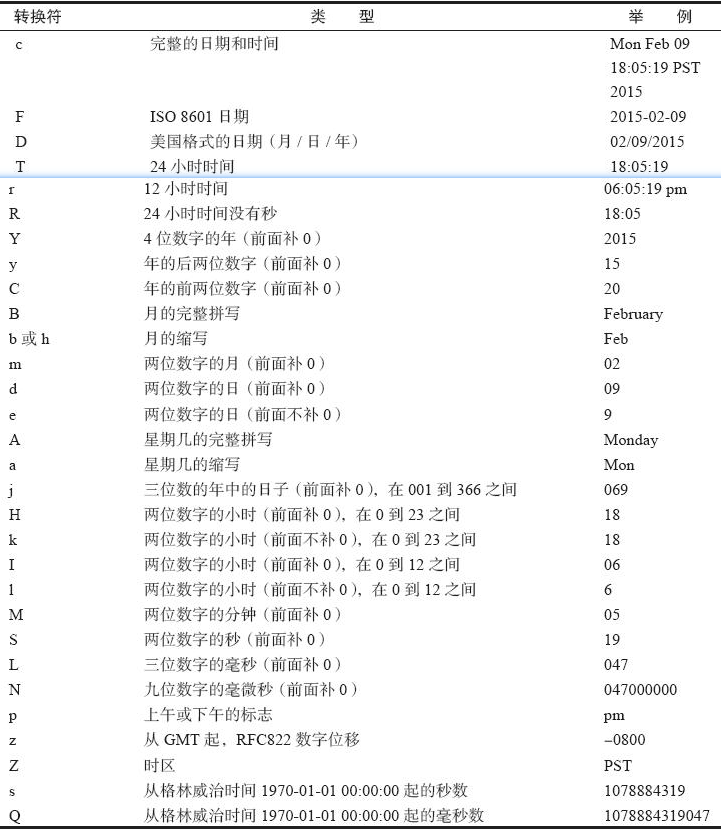 转换符 类 型 举 例
c 完整的日期和时间 Mon Feb 09
18:05:19 PST
2015
F ISO 8601 日期 2015-02-09
D 美国格式的日期（月 / 日 / 年） 02/09/2015
T 24 小时时间 18:05:19
r 12 小时时间 06:05:19 pm
R 24 小时时间没有秒 18:05
Y 4 位数字的年（前面补 0） 2015
y 年的后两位数字（前面补 0） 15
C 年的前两位数字（前面补 0） 20
B 月的完整拼写 February
b 或 h 月的缩写 Feb
m 两位数字的月（前面补 0） 02
d 两位数字的日（前面补 0） 09
e 两位数字的日（前面不补 0） 9
A 星期几的完整拼写 Monday
a 星期几的缩写 Mon
j 三位数的年中的日子（前面补 0），在 001 到 366 之间 069
H 两位数字的小时（前面补 0），在 0 到 23 之间 18
k 两位数字的小时（前面不补 0），在 0 到 23 之间 18
I 两位数字的小时（前面补 0），在 0 到 12 之间 06
l 两位数字的小时（前面不补 0），在 0 到 12 之间 6
M 两位数字的分钟（前面补 0） 05
S 两位数字的秒（前面补 0） 19
L 三位数字的毫秒（前面补 0） 047
N 九位数字的毫微秒（前面补 0） 047000000
p 上午或下午的标志 pm
z 从 GMT 起，RFC822 数字位移 –0800
Z 时区 PST
s 从格林威治时间 1970-01-01 00:00:00 起的秒数 1078884319
Q 从格林威治时间 1970-01-01 00:00:00 起的毫秒数 1078884319047